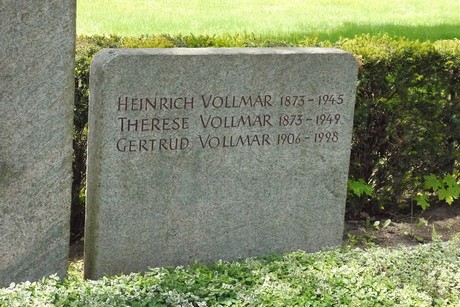 HEINRICH VOLLMAR 1873 - 1945
THERESE VOLLMAR 1873 - 1949
GERTRUD VOLLMAR 1906 - 1998